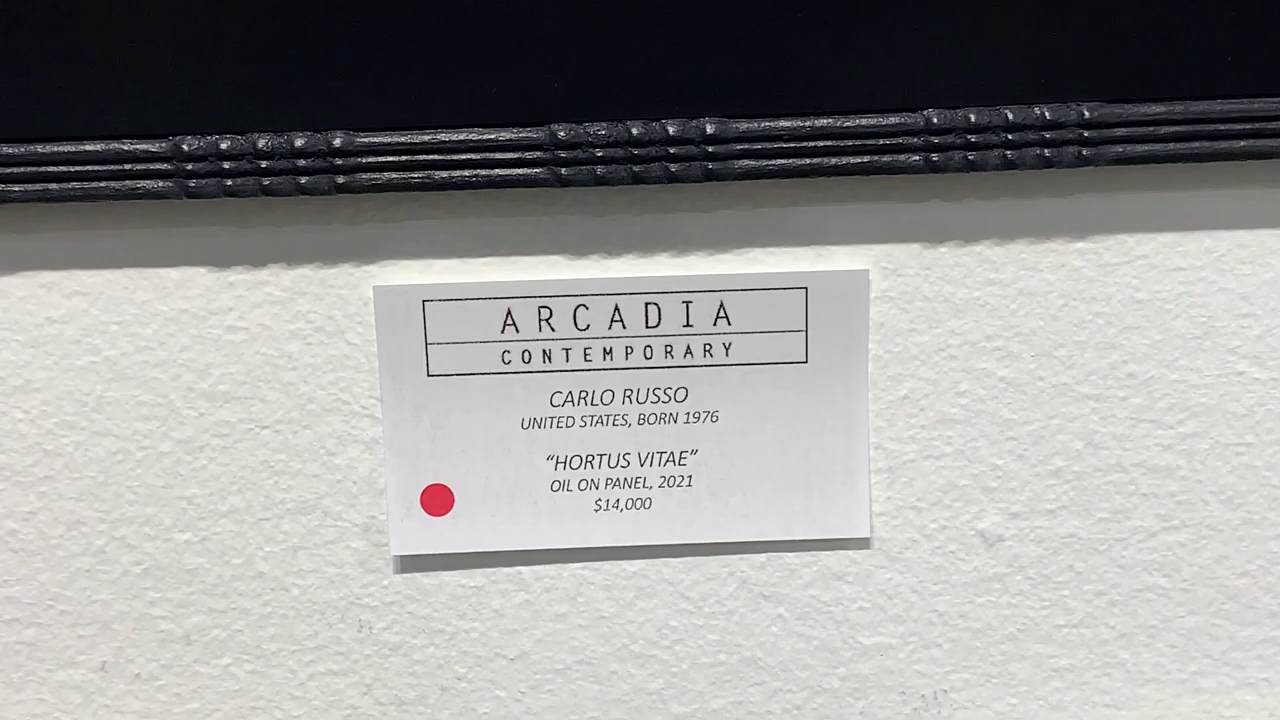 ARCADIA
CONTEMPORARY
CARLO RUSSO
UNITED STATES, BORN 1976
“HORTUS VITAE”
OIL ON PANEL, 2021
$14,000